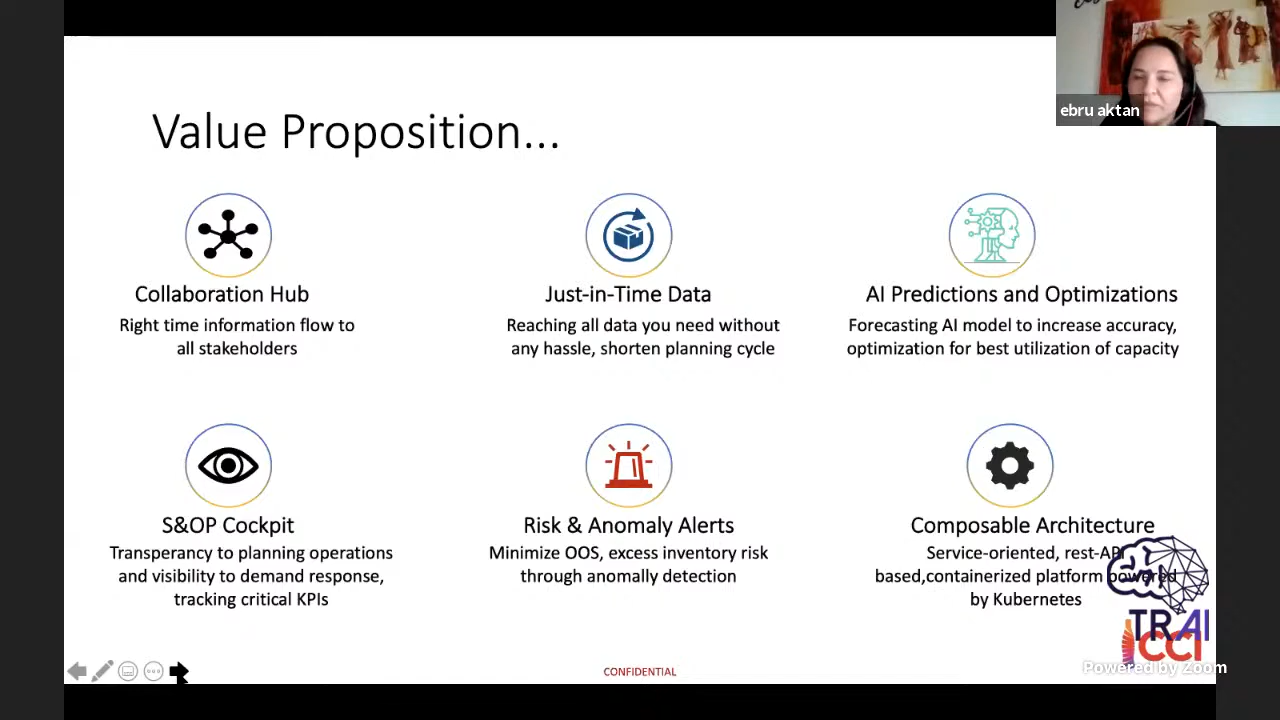 ebru aktan
Value Proposition...
Collaboration Hub
Right time information flow to
all stakeholders
Just-in-Time Data
Reaching all data you need without
any hassle, shorten planning cycle
AI Predictions and Optimizations
Forecasting AI model to increase accuracy,
optimization for best utilization of capacity
S&OP Cockpit
Transperancy to planning operations
and visibility to demand response,
tracking critical KPIs
Risk & Anomaly Alerts
Minimize OOS, excess inventory risk
through anomally detection
Composable Architecture
Service-oriented, rest-API
based,containerized platform powered
by Kubernetes
TRAI
CCI
Powered by Zoom
CONFIDENTIAL